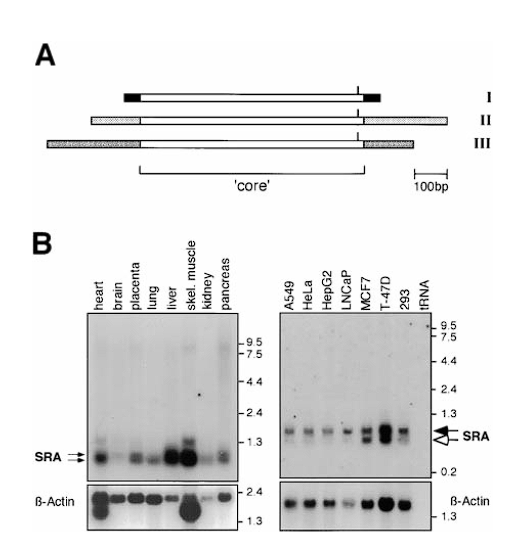 A
I
II
III
'core'
100bp
B
heart
brain
placenta
lung
liver
skel. muscle
kidney
pancreas
A549
HeLa
HepG2
LNCaP
MCF7
T-47D
293
tRNA
9.5
7.5
4.4
2.4
1.3
SRA
9.5
7.5
4.4
2.4
1.3
SRA
0.2
ß-Actin
2.4
1.3
ß-Actin
1.3